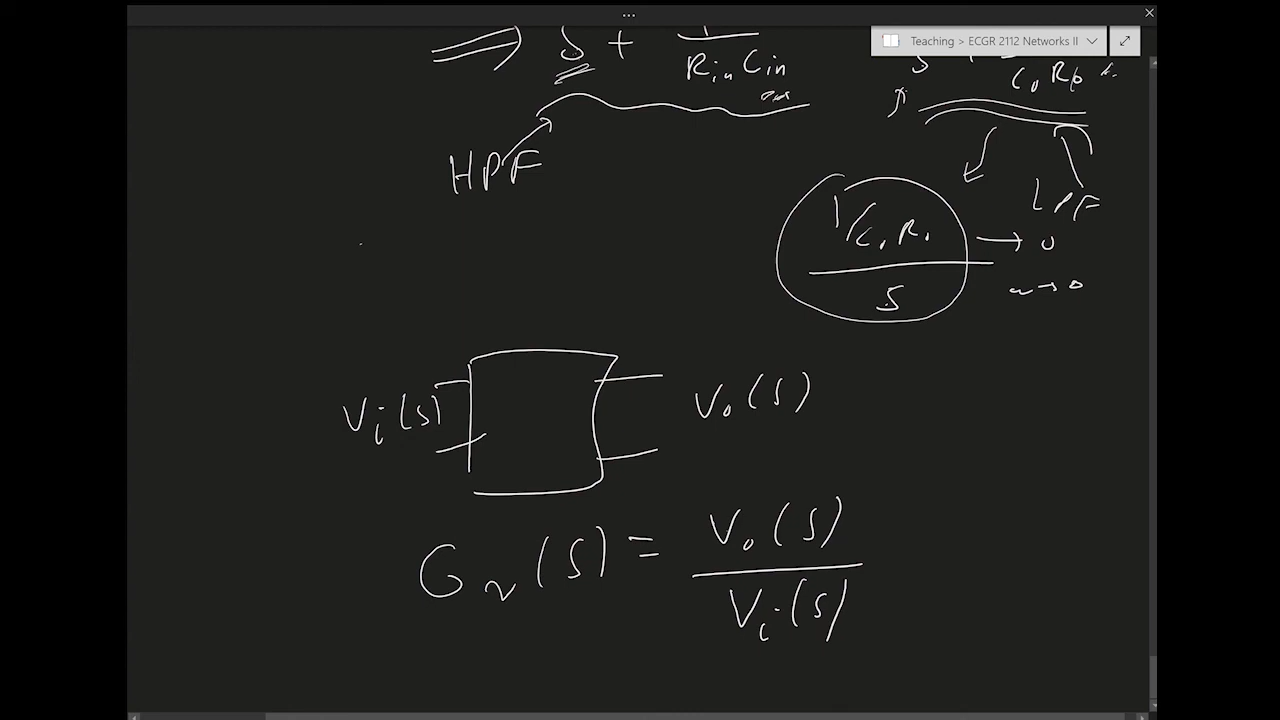 Teaching > ECGR 2112 Networks II
⟹ S + 1
Rin Cin
S +
C₀ R₀
HPF
LPF
1/C₀R₀ → 0
S
Vi(s)
V₀(s)
Gv(s) = V₀(s)
Vi(s)